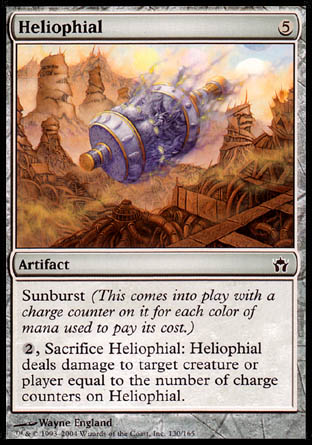 Heliophial 5
Artifact
Sunburst (This comes into play with a
charge counter on it for each color of
mana used to pay its cost.)
2, Sacrifice Heliophial: Heliophial
deals damage to target creature or
player equal to the number of charge
counters on Heliophial.
Wayne England
™ & © 1993–2004 Wizards of the Coast, Inc. 130/165